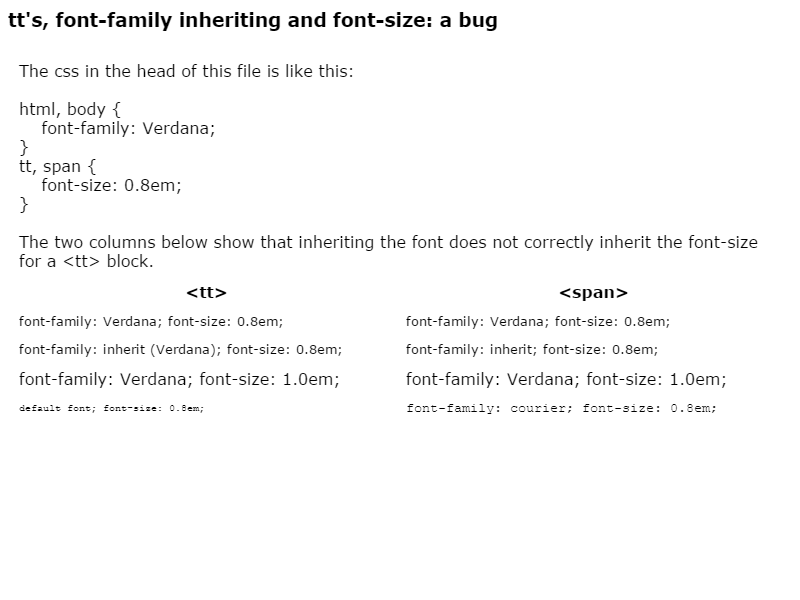 tt's, font-family inheriting and font-size: a bug
The css in the head of this file is like this:
html, body {
font-family: Verdana;
}
tt, span {
font-size: 0.8em;
}
The two columns below show that inheriting the font does not correctly inherit the font-size
for a <tt> block.
<tt> <span>
font-family: Verdana; font-size: 0.8em; font-family: Verdana; font-size: 0.8em;
font-family: inherit (Verdana); font-size: 0.8em; font-family: inherit; font-size: 0.8em;
font-family: Verdana; font-size: 1.0em; font-family: Verdana; font-size: 1.0em;
default font; font-size: 0.8em; font-family: courier; font-size: 0.8em;